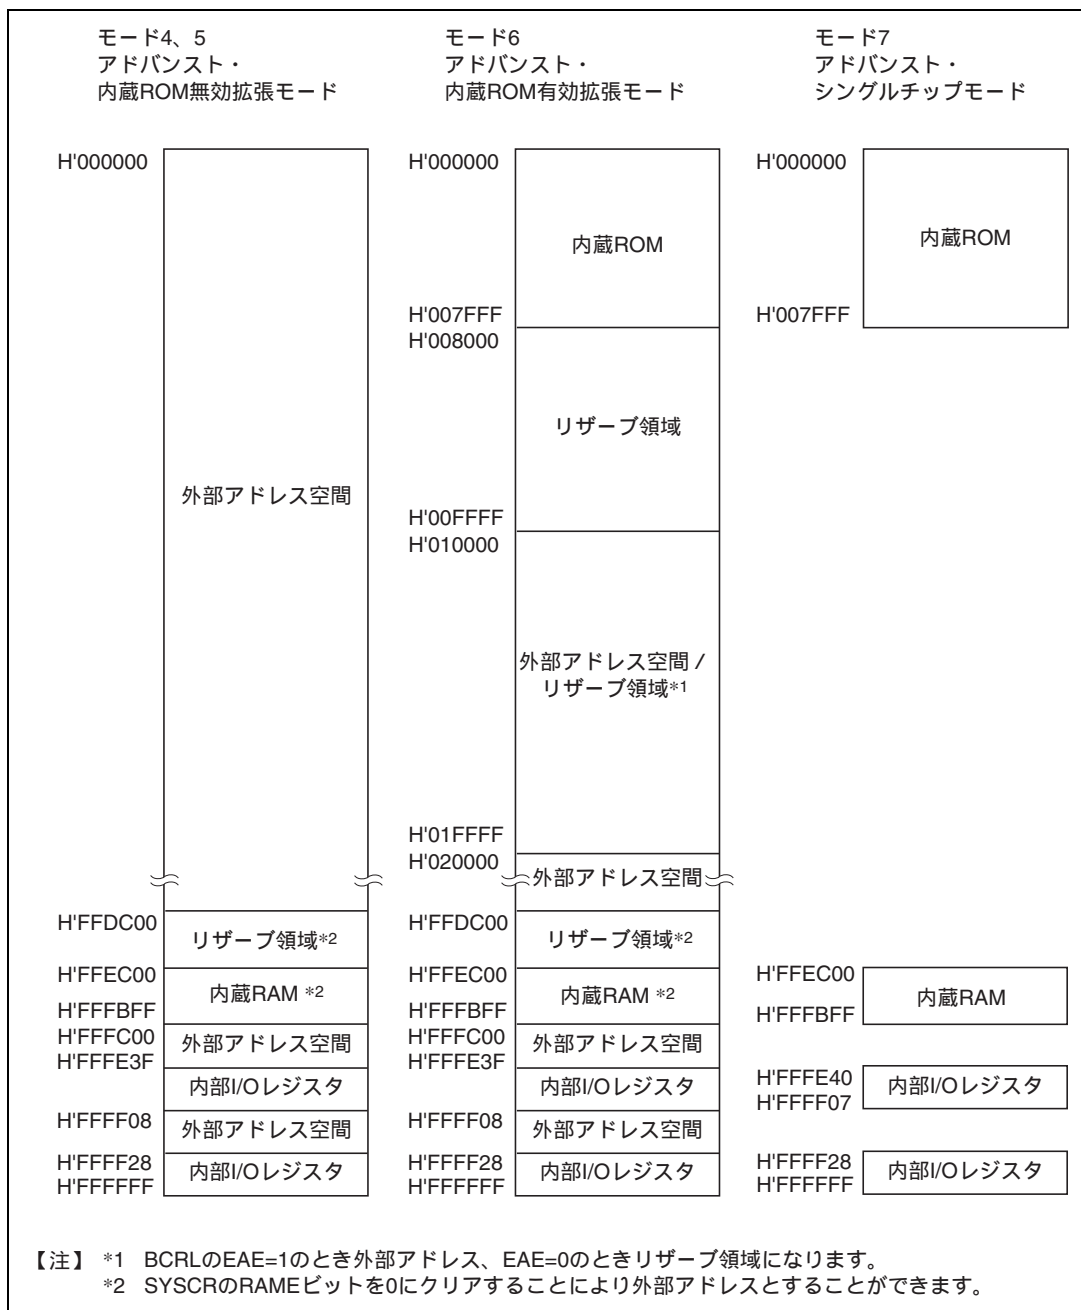 モード4、5
アドバンスト・
内蔵ROM無効拡張モード
H'000000
外部アドレス空間
H'FFDC00
リザーブ領域*2
H'FFEC00
内蔵RAM *2
H'FFFBFF
H'FFFC00
外部アドレス空間
H'FFFE3F
内部I/Oレジスタ
H'FFFF08
外部アドレス空間
H'FFFF28
内部I/Oレジスタ
H'FFFFFF
モード6
アドバンスト・
内蔵ROM有効拡張モード
H'000000
内蔵ROM
H'007FFF
H'008000
リザーブ領域
H'00FFFF
H'010000
外部アドレス空間 /
リザーブ領域*1
H'01FFFF
H'020000
外部アドレス空間
H'FFDC00
リザーブ領域*2
H'FFEC00
内蔵RAM *2
H'FFFBFF
H'FFFC00
外部アドレス空間
H'FFFE3F
内部I/Oレジスタ
H'FFFF08
外部アドレス空間
H'FFFF28
内部I/Oレジスタ
H'FFFFFF
モード7
アドバンスト・
シングルチップモード
H'000000
内蔵ROM
H'007FFF
H'FFEC00
内蔵RAM
H'FFFBFF
H'FFFE40
内部I/Oレジスタ
H'FFFF07
H'FFFF28
内部I/Oレジスタ
H'FFFFFF
【注】 *1 BCRLのEAE=1のとき外部アドレス、EAE=0のときリザーブ領域になります。
*2 SYSCRのRAMEビットを0にクリアすることにより外部アドレスとすることができます。